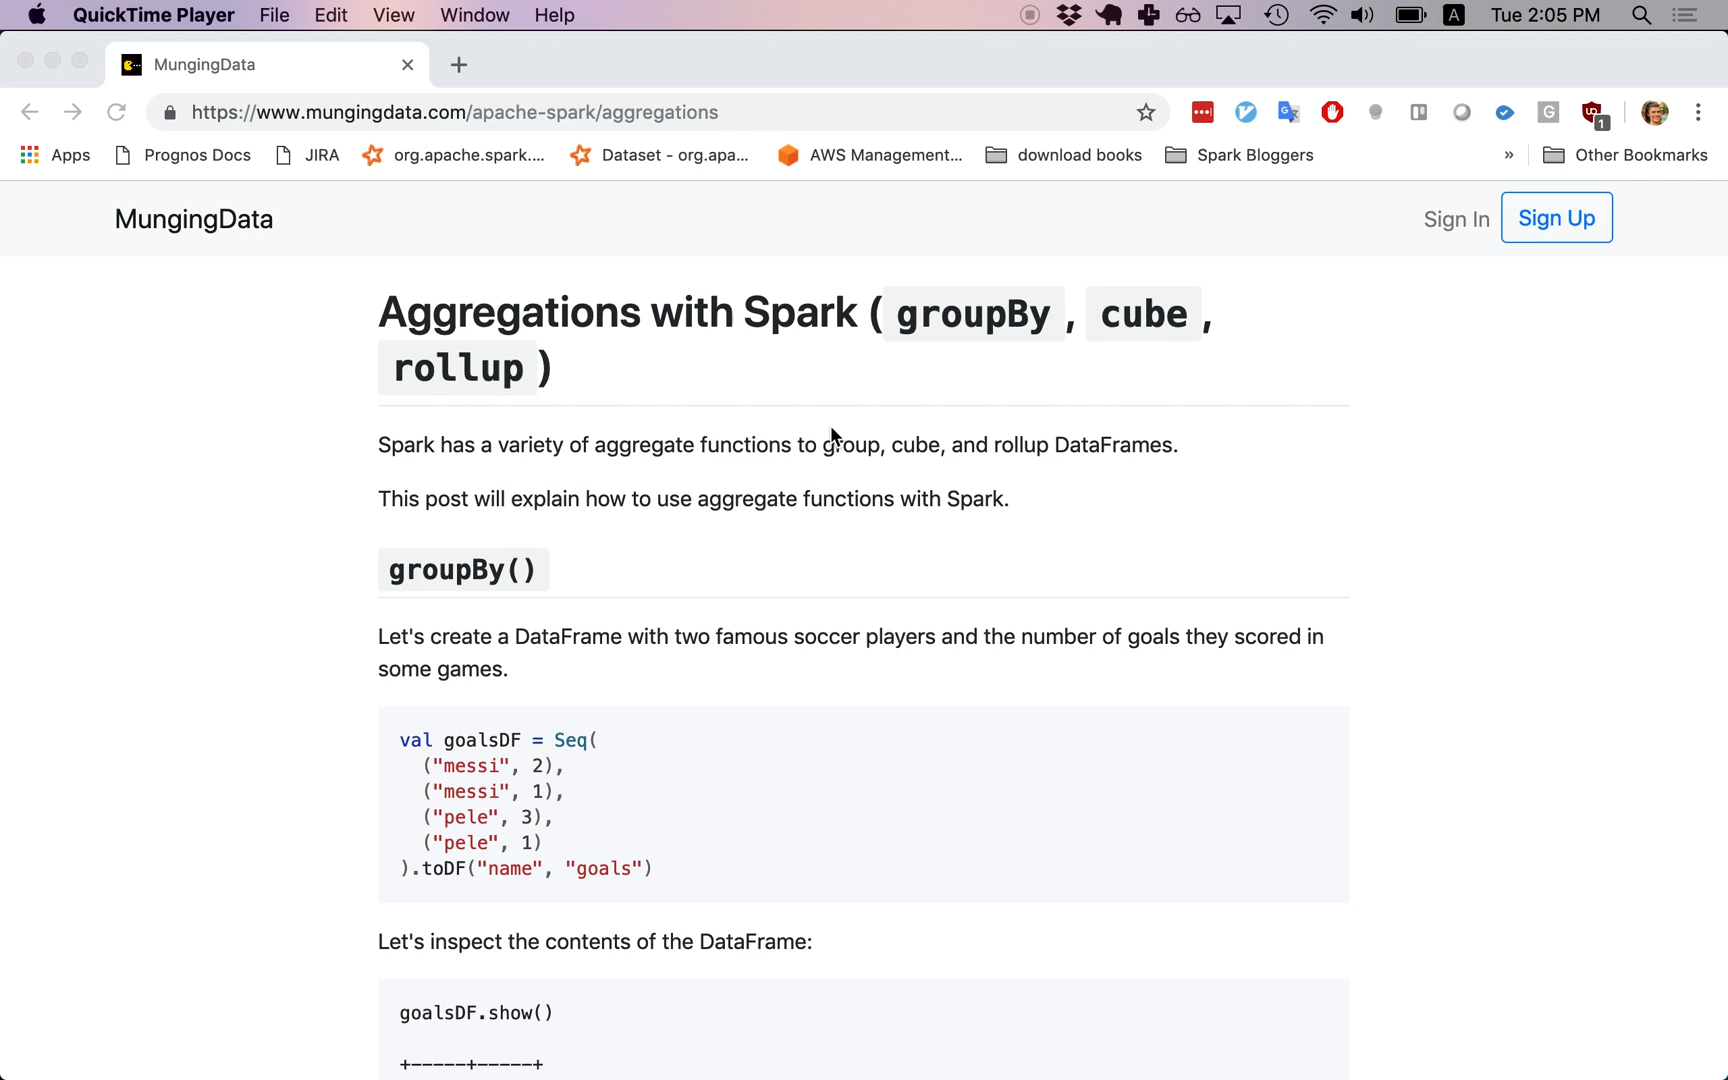 QuickTime Player File Edit View Window Help A Tue 2:05 PM
MungingData
https://www.mungingdata.com/apache-spark/aggregations G 1
Apps Prognos Docs JIRA org.apache.spark.... Dataset - org.apa... AWS Management... download books Spark Bloggers » Other Bookmarks
MungingData Sign In Sign Up
Aggregations with Spark ( groupBy , cube ,
rollup )
Spark has a variety of aggregate functions to group, cube, and rollup DataFrames.
This post will explain how to use aggregate functions with Spark.
groupBy()
Let's create a DataFrame with two famous soccer players and the number of goals they scored in
some games.
val goalsDF = Seq(
("messi", 2),
("messi", 1),
("pele", 3),
("pele", 1)
).toDF("name", "goals")
Let's inspect the contents of the DataFrame:
goalsDF.show()
+-----+-----+